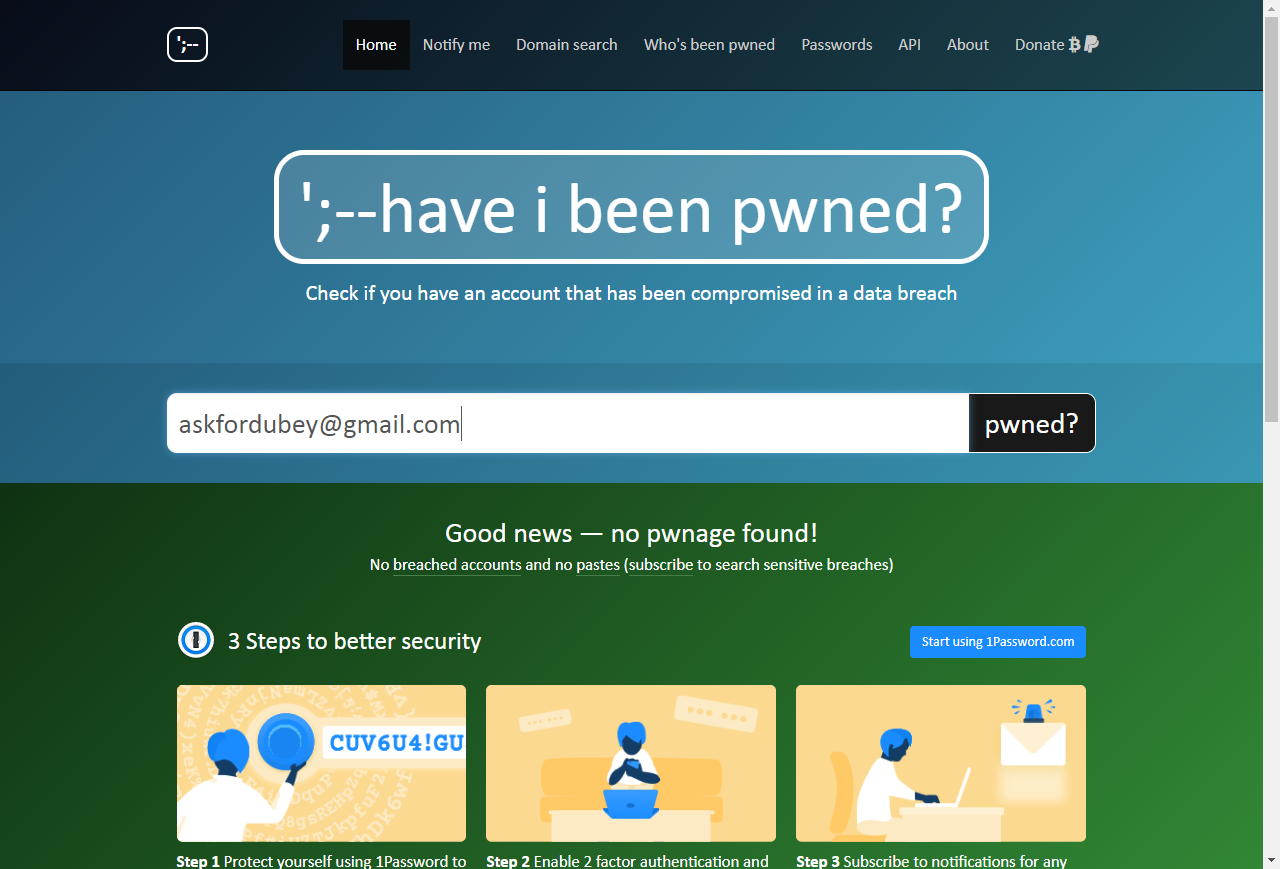 ';--
Home Notify me Domain search Who's been pwned Passwords API About Donate
';--have i been pwned?
Check if you have an account that has been compromised in a data breach
askfordubey@gmail.com pwned?
Good news — no pwnage found!
No breached accounts and no pastes (subscribe to search sensitive breaches)
3 Steps to better security Start using 1Password.com
CUV6U4!GU
Step 1 Protect yourself using 1Password to
Step 2 Enable 2 factor authentication and
Step 3 Subscribe to notifications for any